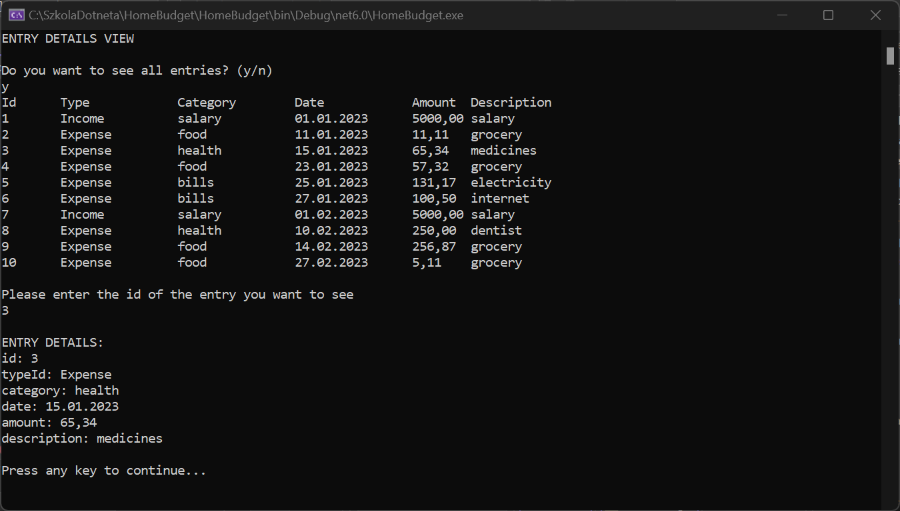 C:\SzkolaDotneta\HomeBudget\HomeBudget\bin\Debug\net6.0\HomeBudget.exe
ENTRY DETAILS VIEW
Do you want to see all entries? (y/n)
y
Id Type Category Date Amount Description
1 Income salary 01.01.2023 5000,00 salary
2 Expense food 11.01.2023 11,11 grocery
3 Expense health 15.01.2023 65,34 medicines
4 Expense food 23.01.2023 57,32 grocery
5 Expense bills 25.01.2023 131,17 electricity
6 Expense bills 27.01.2023 100,50 internet
7 Income salary 01.02.2023 5000,00 salary
8 Expense health 10.02.2023 250,00 dentist
9 Expense food 14.02.2023 256,87 grocery
10 Expense food 27.02.2023 5,11 grocery
Please enter the id of the entry you want to see
3
ENTRY DETAILS:
id: 3
typeId: Expense
category: health
date: 15.01.2023
amount: 65,34
description: medicines
Press any key to continue...